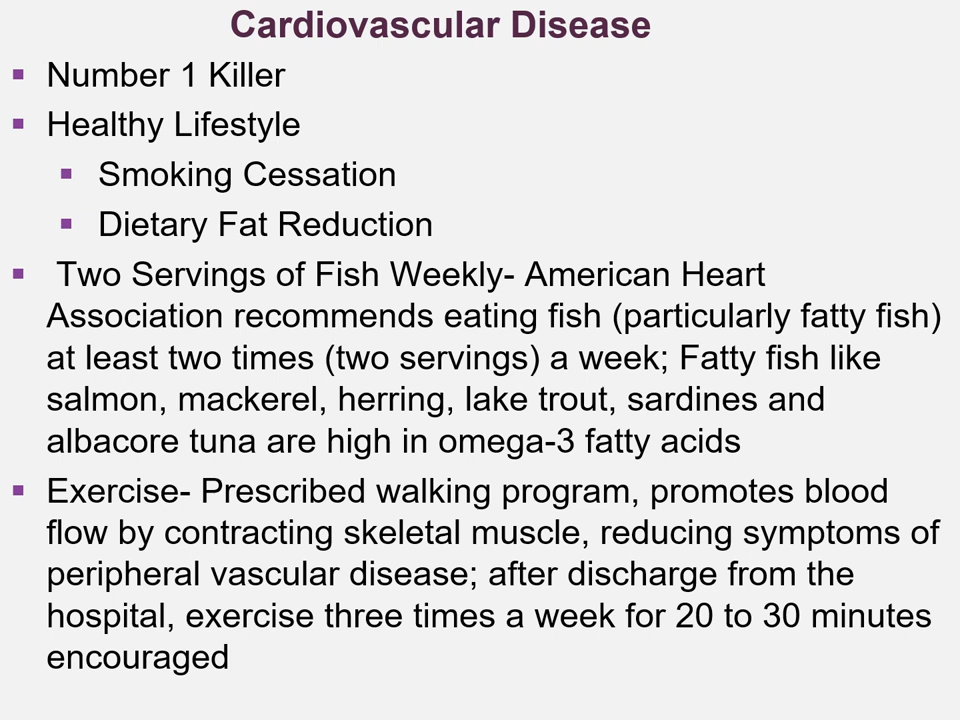 Cardiovascular Disease
▪ Number 1 Killer
▪ Healthy Lifestyle
▪ Smoking Cessation
▪ Dietary Fat Reduction
▪ Two Servings of Fish Weekly- American Heart
Association recommends eating fish (particularly fatty fish)
at least two times (two servings) a week; Fatty fish like
salmon, mackerel, herring, lake trout, sardines and
albacore tuna are high in omega-3 fatty acids
▪ Exercise- Prescribed walking program, promotes blood
flow by contracting skeletal muscle, reducing symptoms of
peripheral vascular disease; after discharge from the
hospital, exercise three times a week for 20 to 30 minutes
encouraged